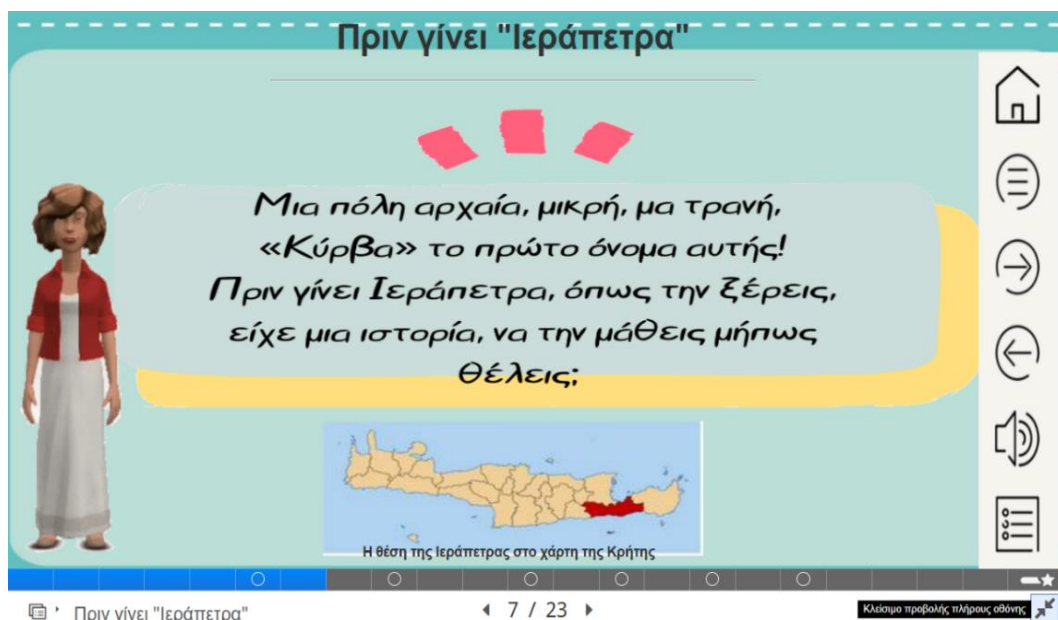 Πριν γίνει "Ιεράπετρα"
Μια πόλη αρχαία, μικρή, μα τρανή,
«Κύρβα» το πρώτο όνομα αυτής!
Πριν γίνει Ιεράπετρα, όπως την ξέρεις,
είχε μια ιστορία, να την μάθεις μήπως
θέλεις;
Η θέση της Ιεράπετρας στο χάρτη της Κρήτης
Πριν γίνει "Ιεράπετρα"
7 / 23
Κλείσιμο προβολής πλήρους οθόνης